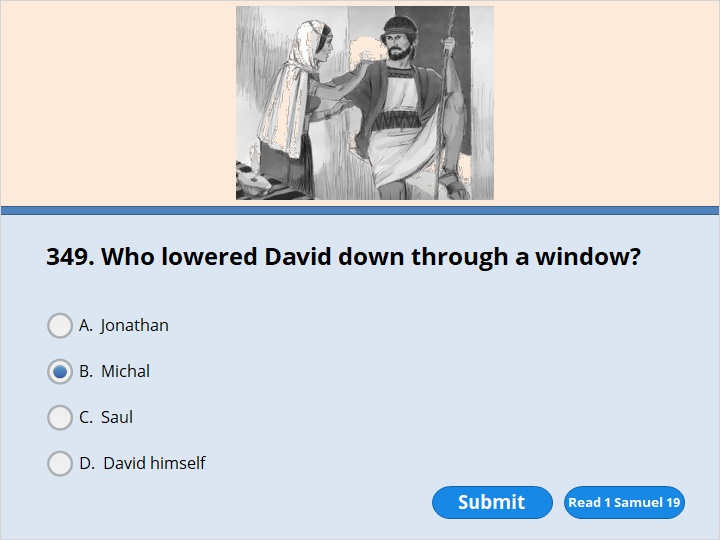 349. Who lowered David down through a window?
A. Jonathan
B. Michal
C. Saul
D. David himself
Submit
Read 1 Samuel 19